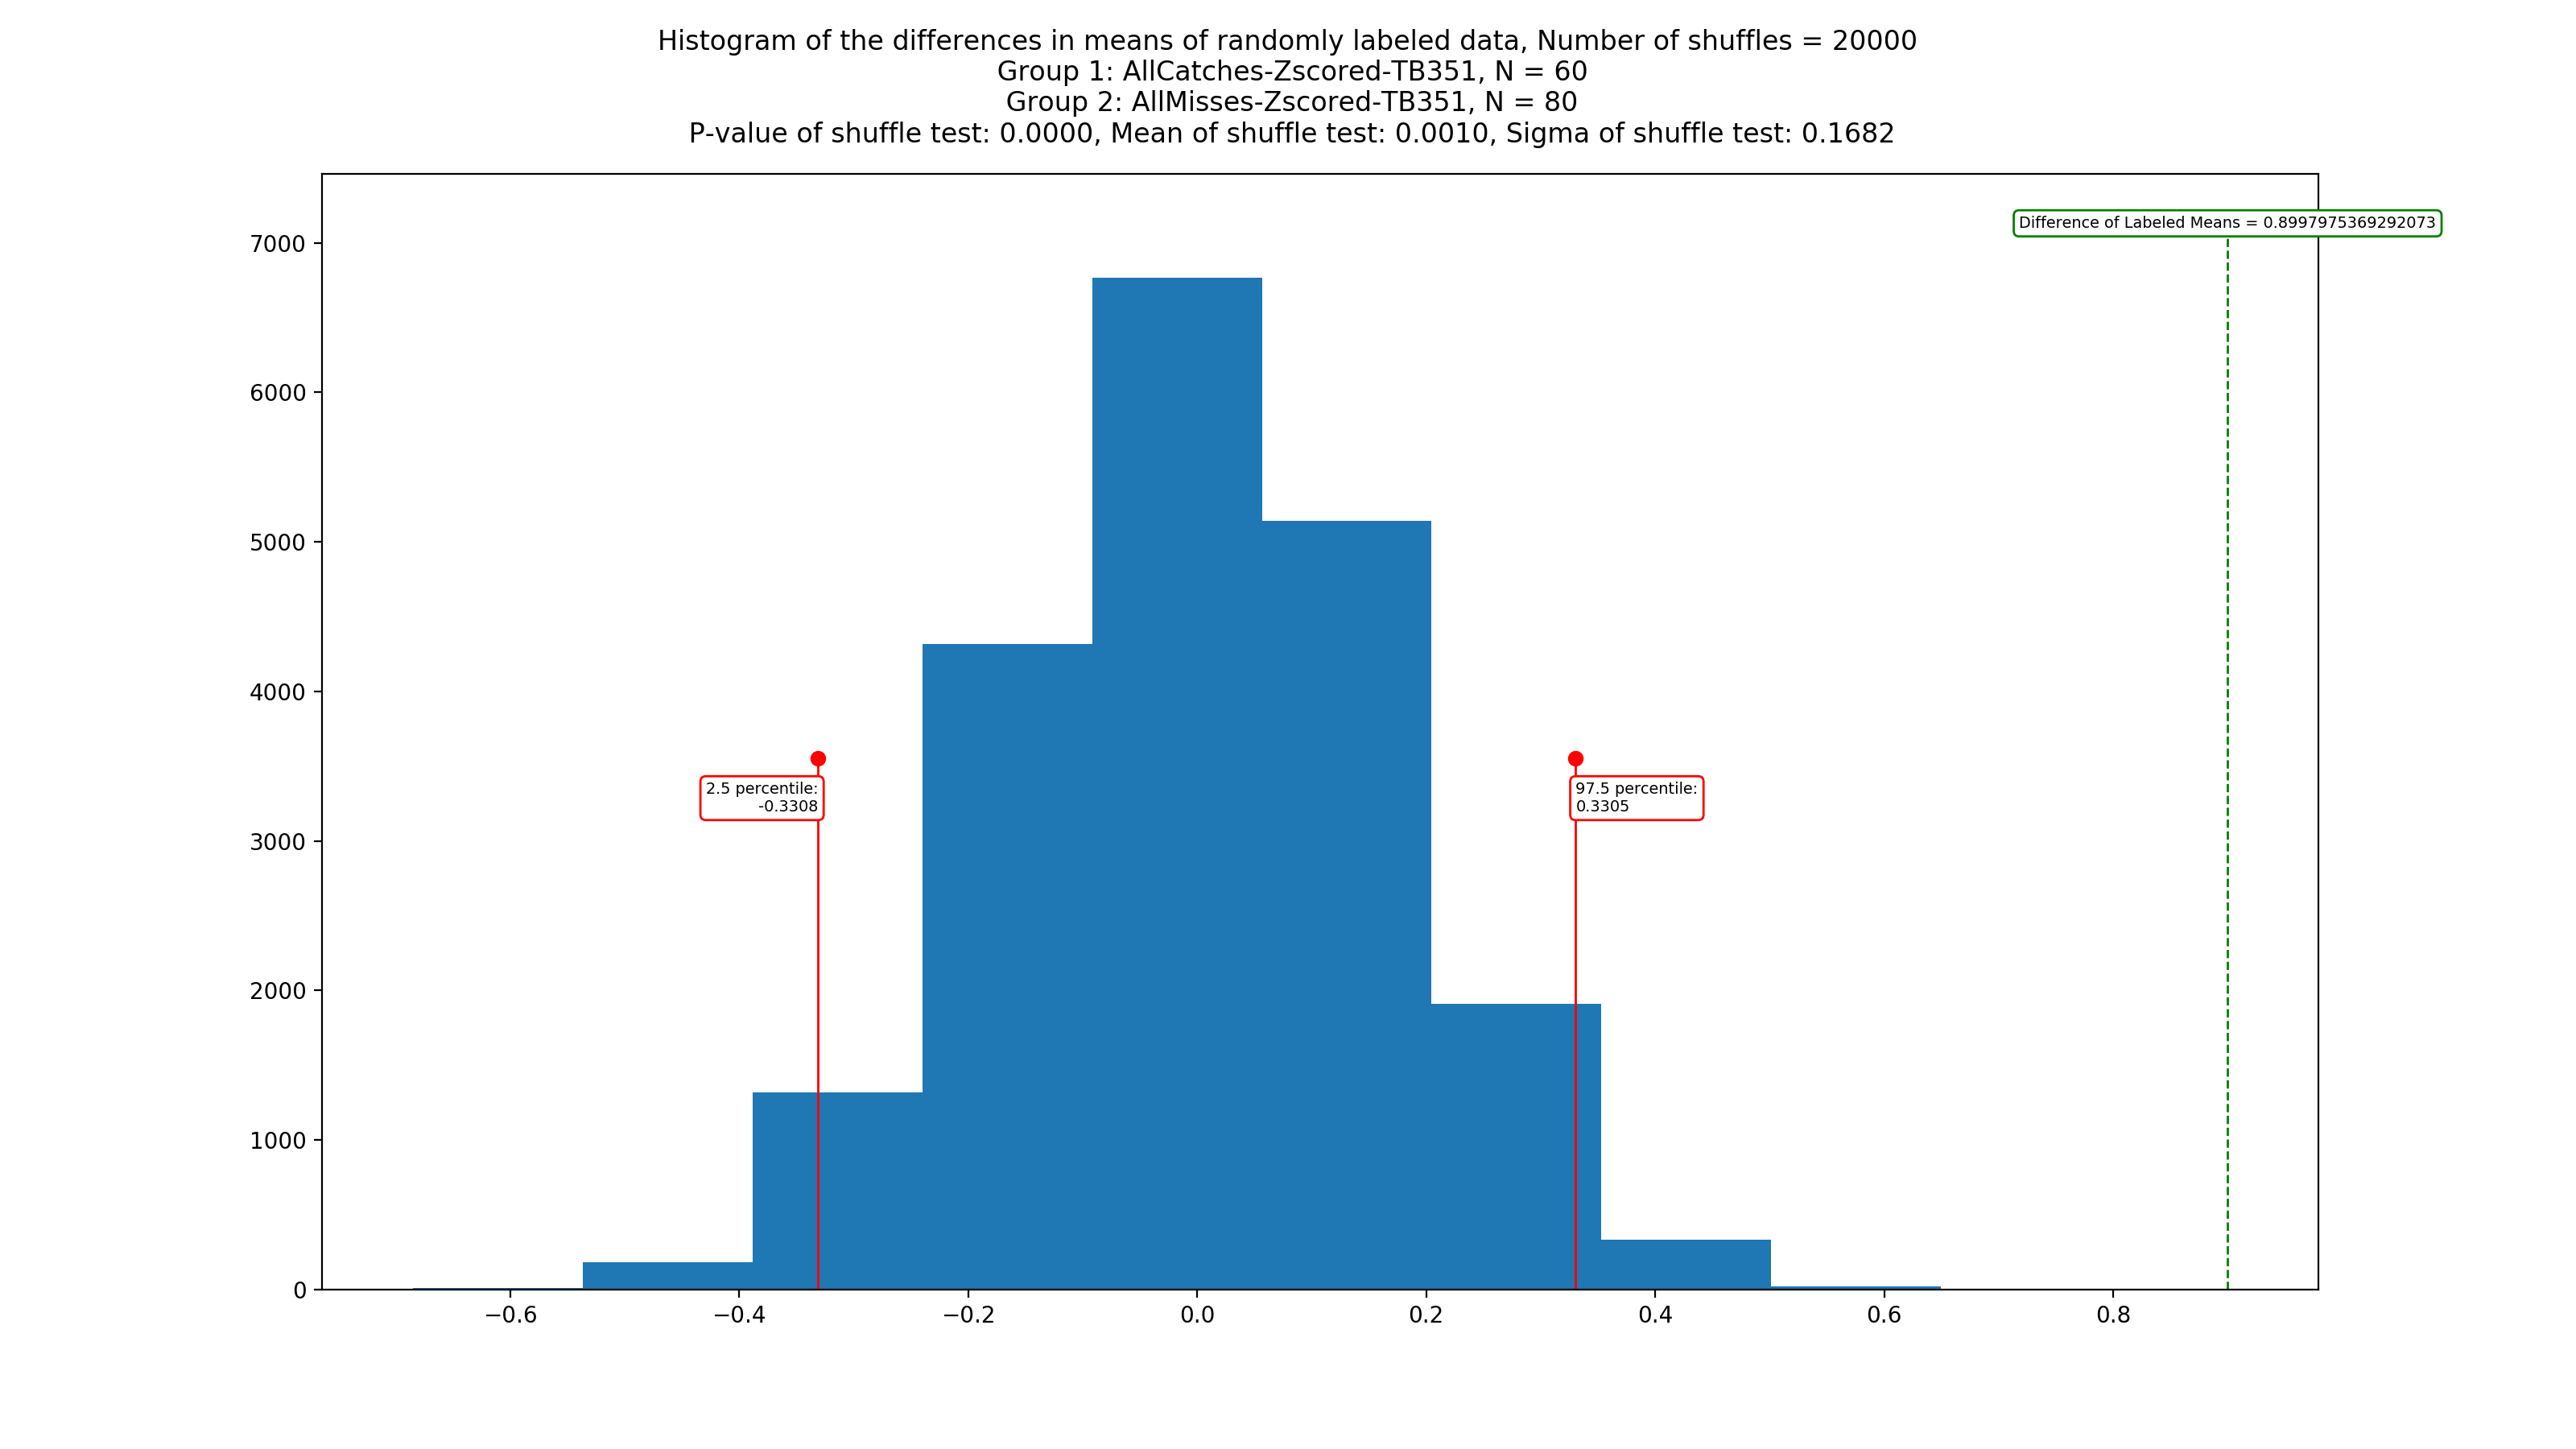 Histogram of the differences in means of randomly labeled data, Number of shuffles = 20000
Group 1: AllCatches-Zscored-TB351, N = 60
Group 2: AllMisses-Zscored-TB351, N = 80
P-value of shuffle test: 0.0000, Mean of shuffle test: 0.0010, Sigma of shuffle test: 0.1682
Difference of Labeled Means = 0.8997975369292073
7000
6000
5000
4000
3000
2000
1000
0
2.5 percentile:
-0.3308
97.5 percentile:
0.3305
−0.6 −0.4 −0.2 0.0 0.2 0.4 0.6 0.8